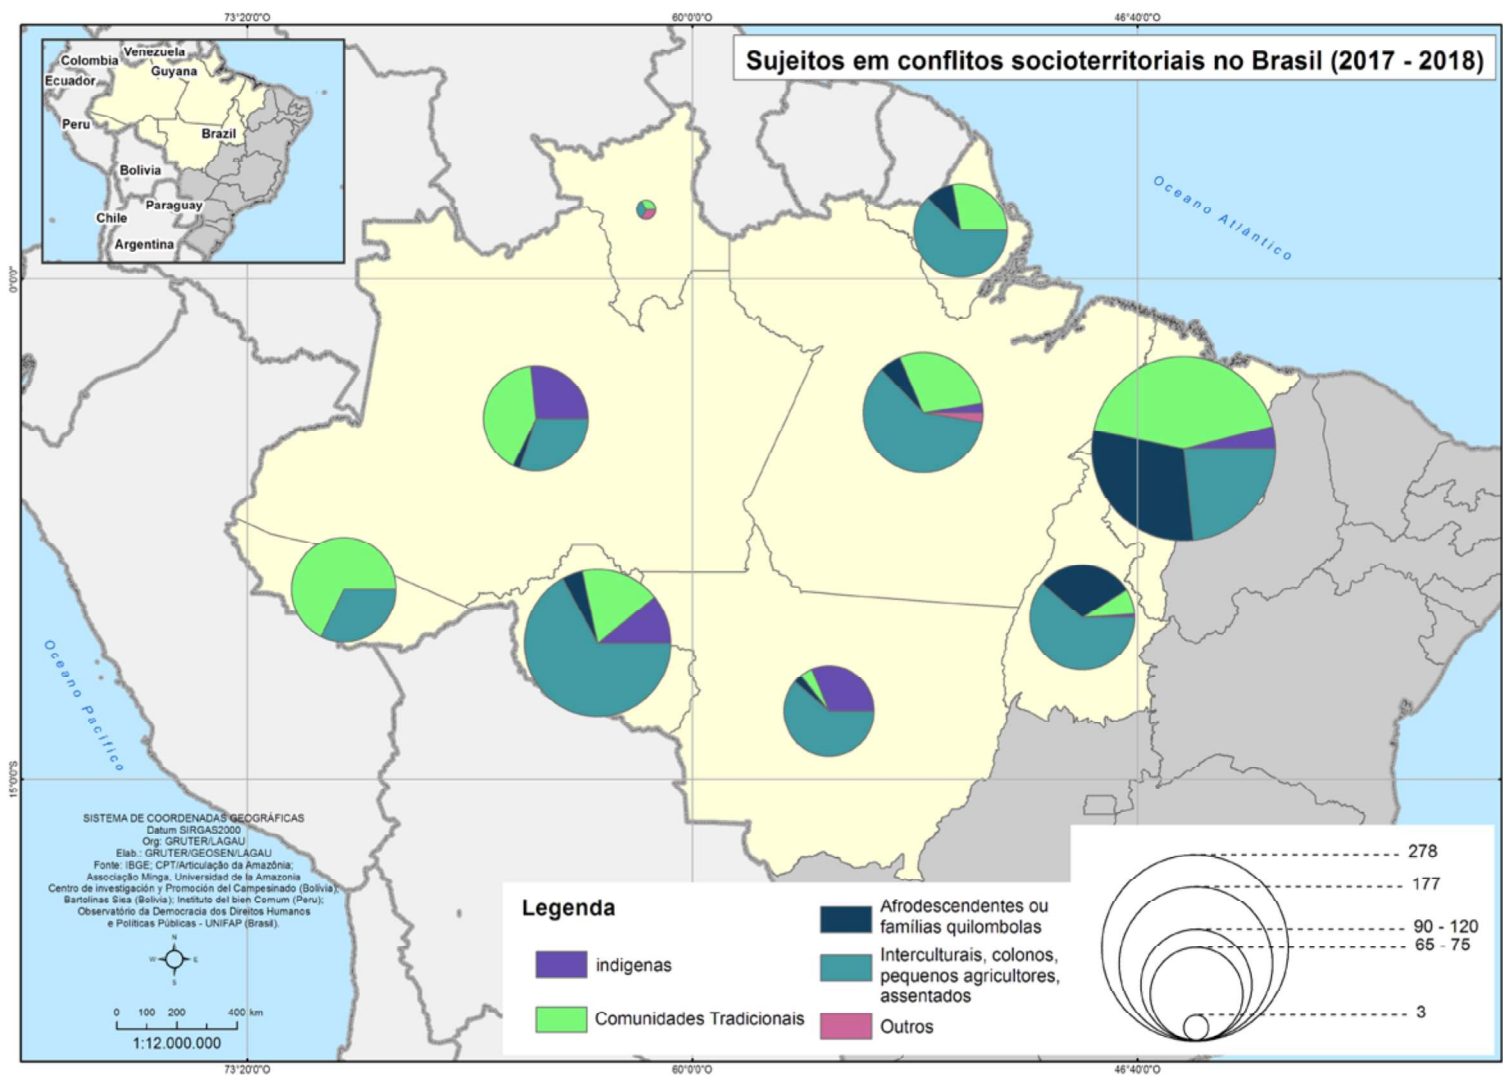 73°20'0"O
60°0'0"O
46°40'0"O
Sujeitos em conflitos socioterritoriais no Brasil (2017 - 2018)
Venezuela
Colombia
Guyana
Ecuador
Peru
Brazil
Bolivia
Paraguay
Chile
Argentina
Oceano Atlántico
0°0'0"
Oceano Pacífico
15°0'0"S
SISTEMA DE COORDENADAS GEOGRÁFICAS
Datum SIRGAS2000
Org: GRUTER/LAGAU
Elab.: GRUTER/GEOSEN/LAGAU
Fonte: IBGE; CPT/Articulação da Amazônia;
Associação Minga, Universidad de la Amazonia
Centro de investigación y Promoción del Campesinado (Bolívia);
Bartolinas Sisa (Bolivia); Instituto del bien Comum (Peru);
Observatório da Democracia dos Direitos Humanos
e Políticas Públicas - UNIFAP (Brasil).
N
W
E
S
0 100 200 400 km
1:12.000.000
Legenda
indigenas
Comunidades Tradicionais
Afrodescendentes ou
famílias quilombolas
Interculturais, colonos,
pequenos agricultores,
assentados
Outros
278
177
90 - 120
65 - 75
3
73°20'0"O
60°0'0"O
46°40'0"O